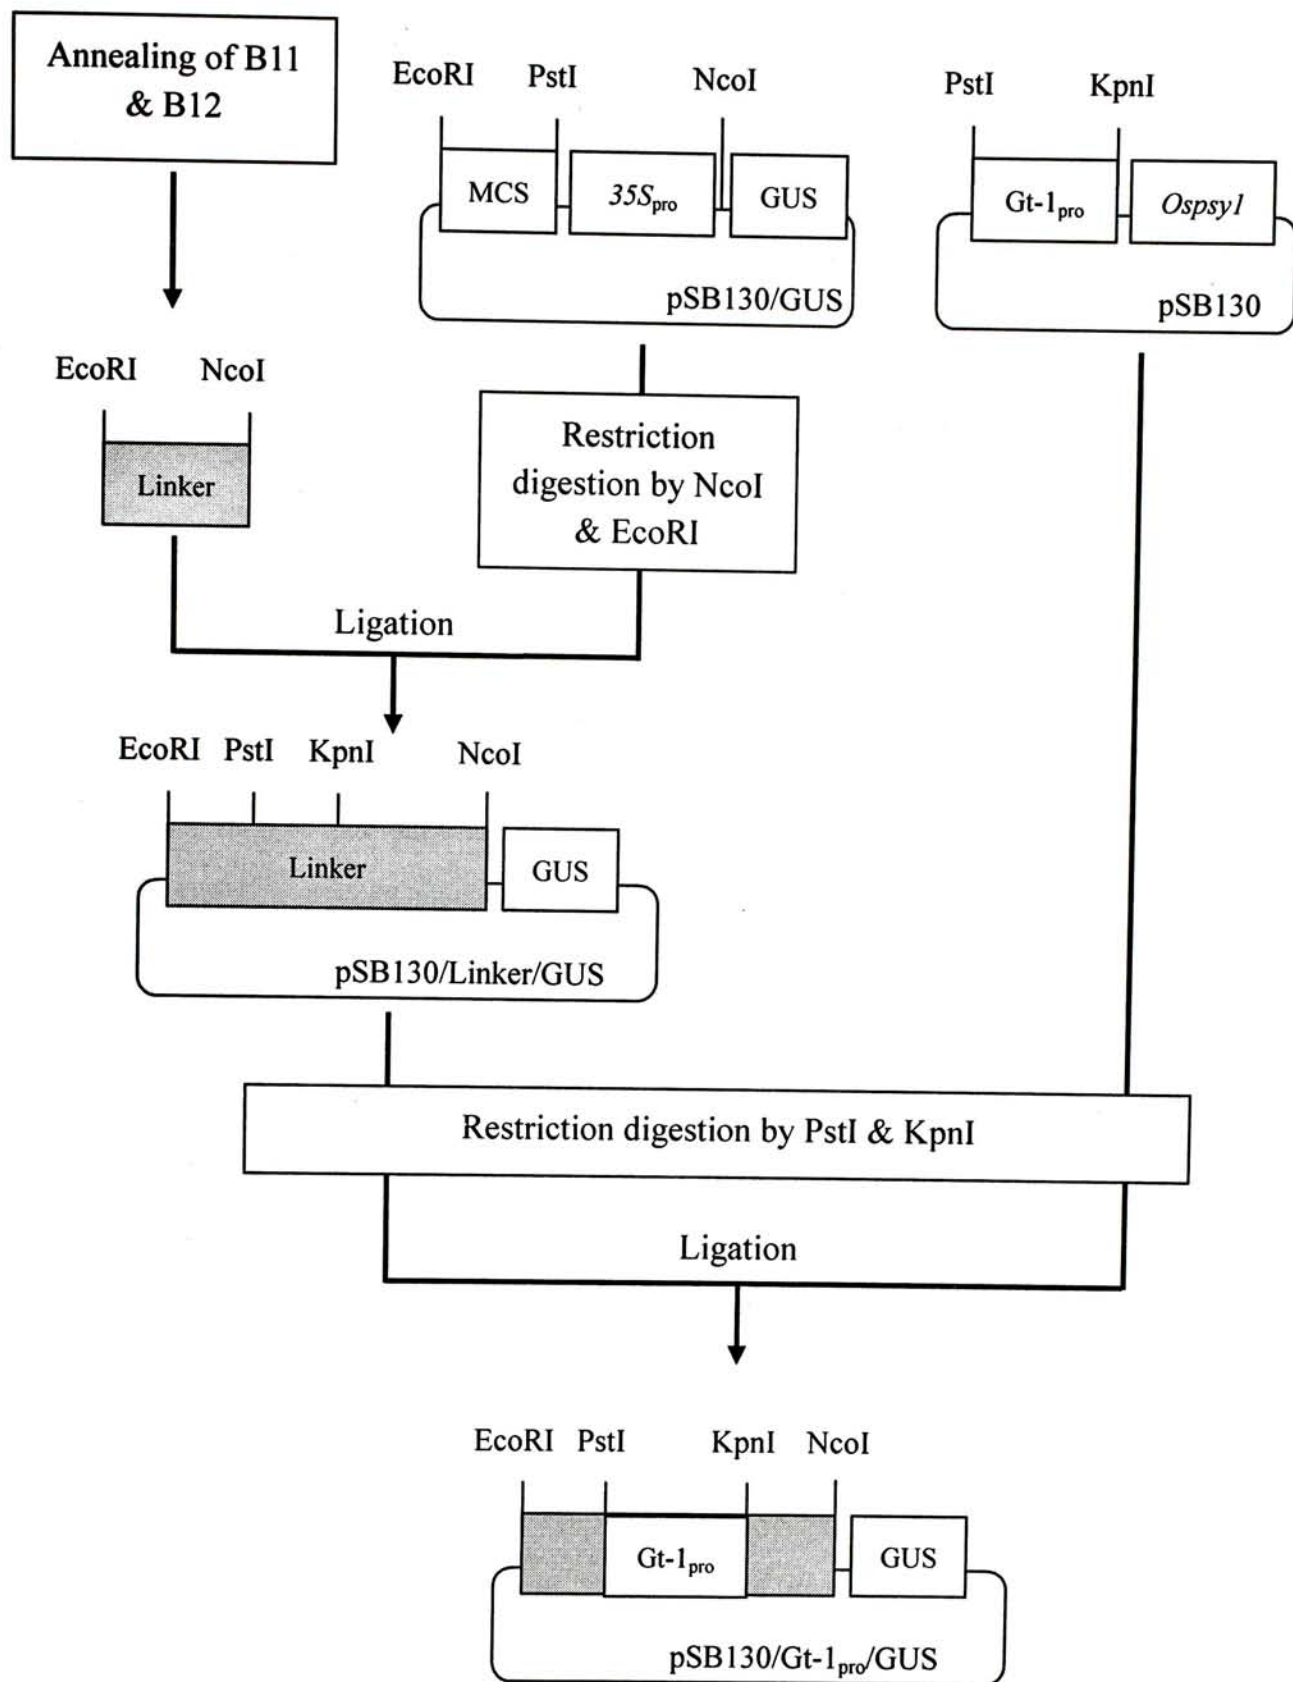 Annealing of B11
& B12
EcoRI PstI NcoI
MCS 35Spro GUS
pSB130/GUS
PstI KpnI
Gt-1pro Ospsy1
pSB130
EcoRI NcoI
Linker
Restriction
digestion by NcoI
& EcoRI
Ligation
EcoRI PstI KpnI NcoI
Linker GUS
pSB130/Linker/GUS
Restriction digestion by PstI & KpnI
Ligation
EcoRI PstI KpnI NcoI
Gt-1pro GUS
pSB130/Gt-1pro/GUS